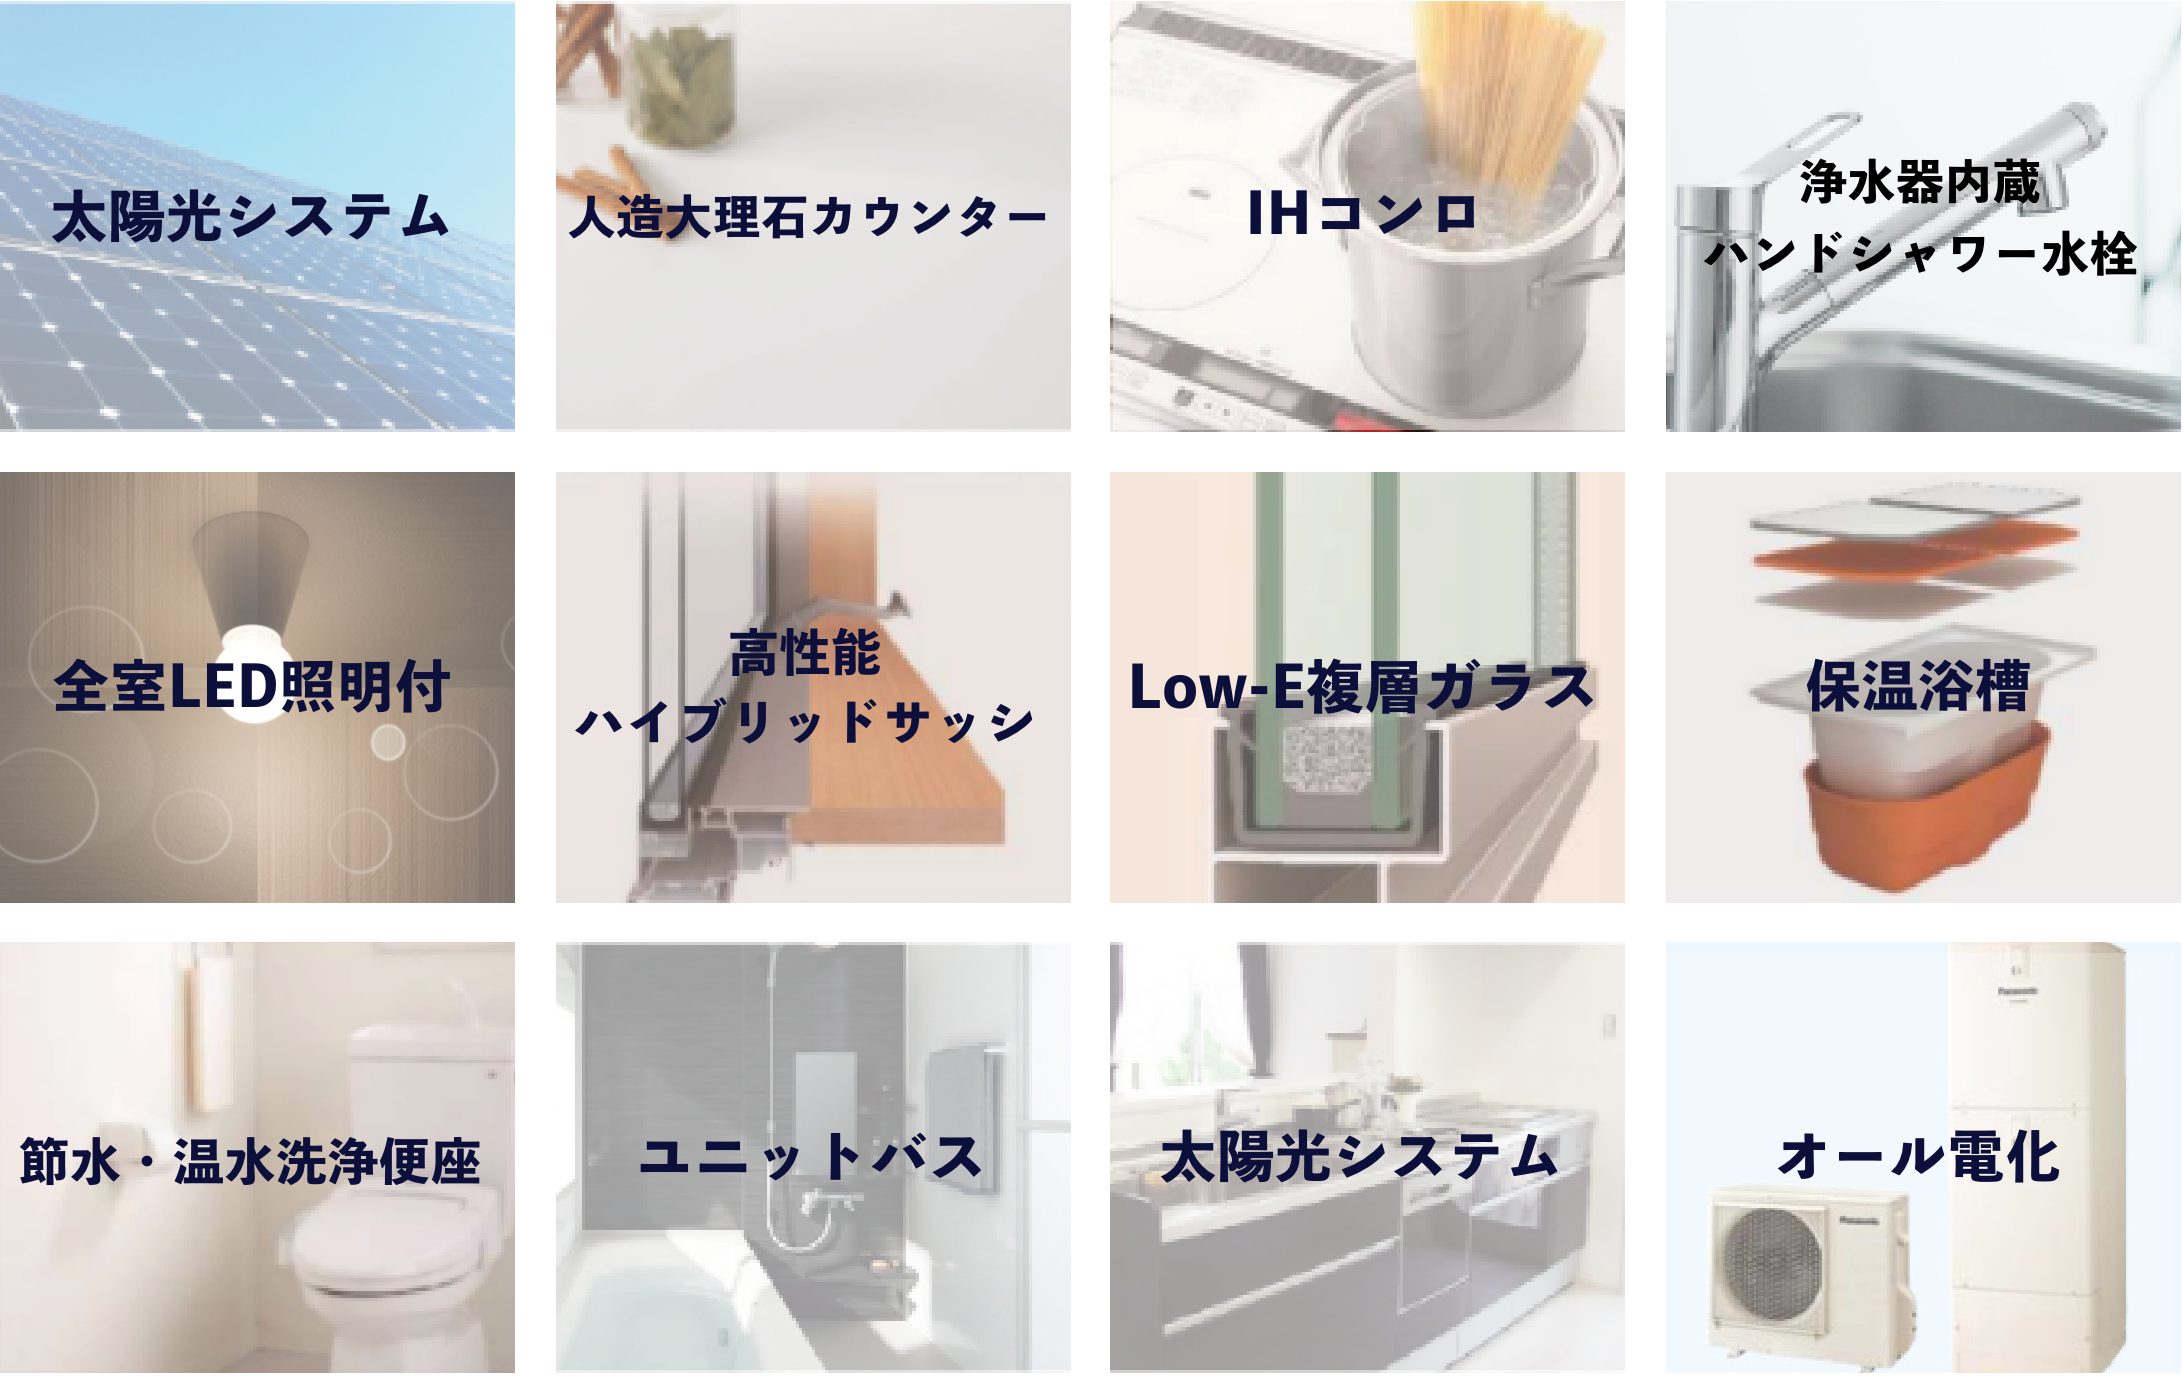 太陽光システム
人造大理石カウンター
IHコンロ
浄水器内蔵
ハンドシャワー水栓
全室LED照明付
高性能
ハイブリッドサッシ
Low-E複層ガラス
保温浴槽
節水・温水洗浄便座
ユニットバス
太陽光システム
オール電化
Panasonic
Panasonic